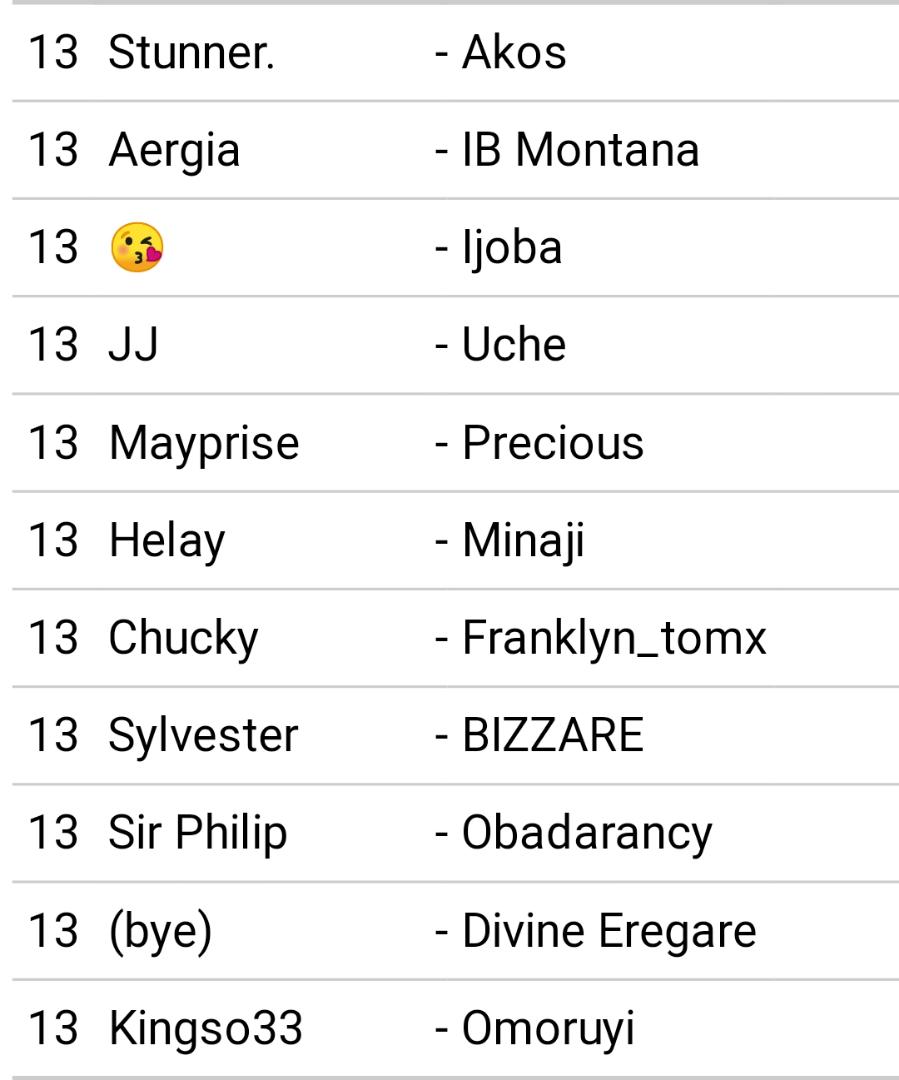 13 Stunner. - Akos
13 Aergia - IB Montana
13 😘 - Ijoba
13 JJ - Uche
13 Mayprise - Precious
13 Helay - Minaji
13 Chucky - Franklyn_tomx
13 Sylvester - BIZZARE
13 Sir Philip - Obadarancy
13 (bye) - Divine Eregare
13 Kingso33 - Omoruyi